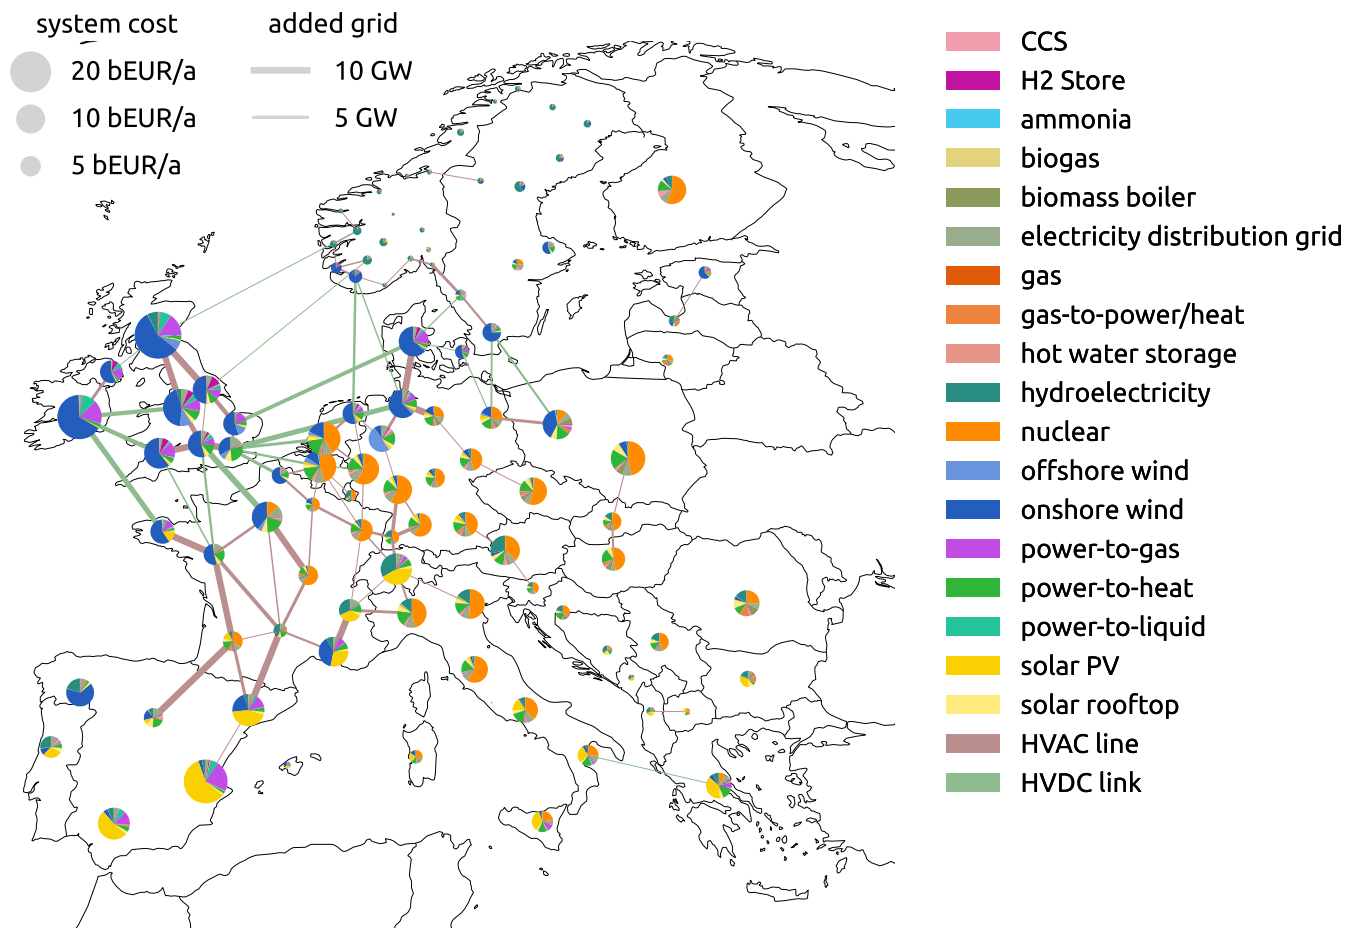 system cost
20 bEUR/a
10 bEUR/a
5 bEUR/a
added grid
10 GW
5 GW
CCS
H2 Store
ammonia
biogas
biomass boiler
electricity distribution grid
gas
gas-to-power/heat
hot water storage
hydroelectricity
nuclear
offshore wind
onshore wind
power-to-gas
power-to-heat
power-to-liquid
solar PV
solar rooftop
HVAC line
HVDC link